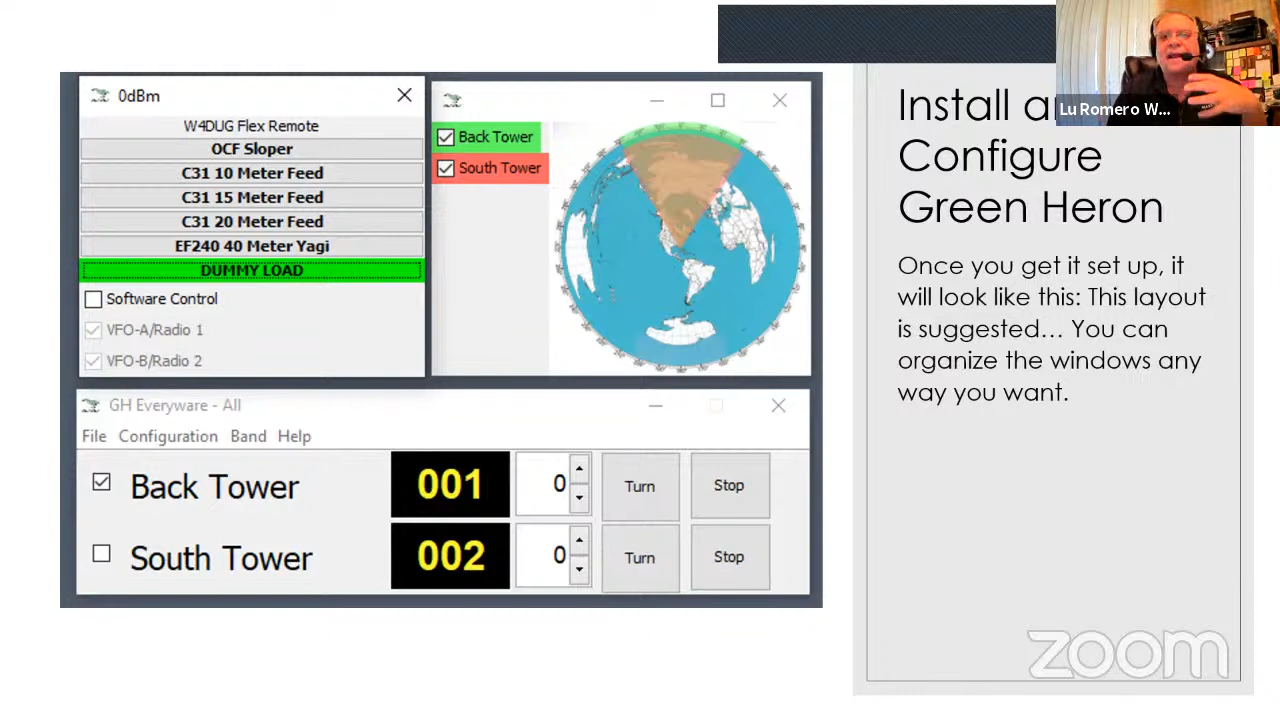 0dBm
W4DUG Flex Remote
OCF Sloper
C31 10 Meter Feed
C31 15 Meter Feed
C31 20 Meter Feed
EF240 40 Meter Yagi
DUMMY LOAD
Software Control
VFO-A/Radio 1
VFO-B/Radio 2
Back Tower
South Tower
GH Everyware - All
File Configuration Band Help
Back Tower 001 0 Turn Stop
South Tower 002 0 Turn Stop
Lu Romero W...
Install
Configure
Green Heron
Once you get it set up, it
will look like this: This layout
is suggested... You can
organize the windows any
way you want.
zoom